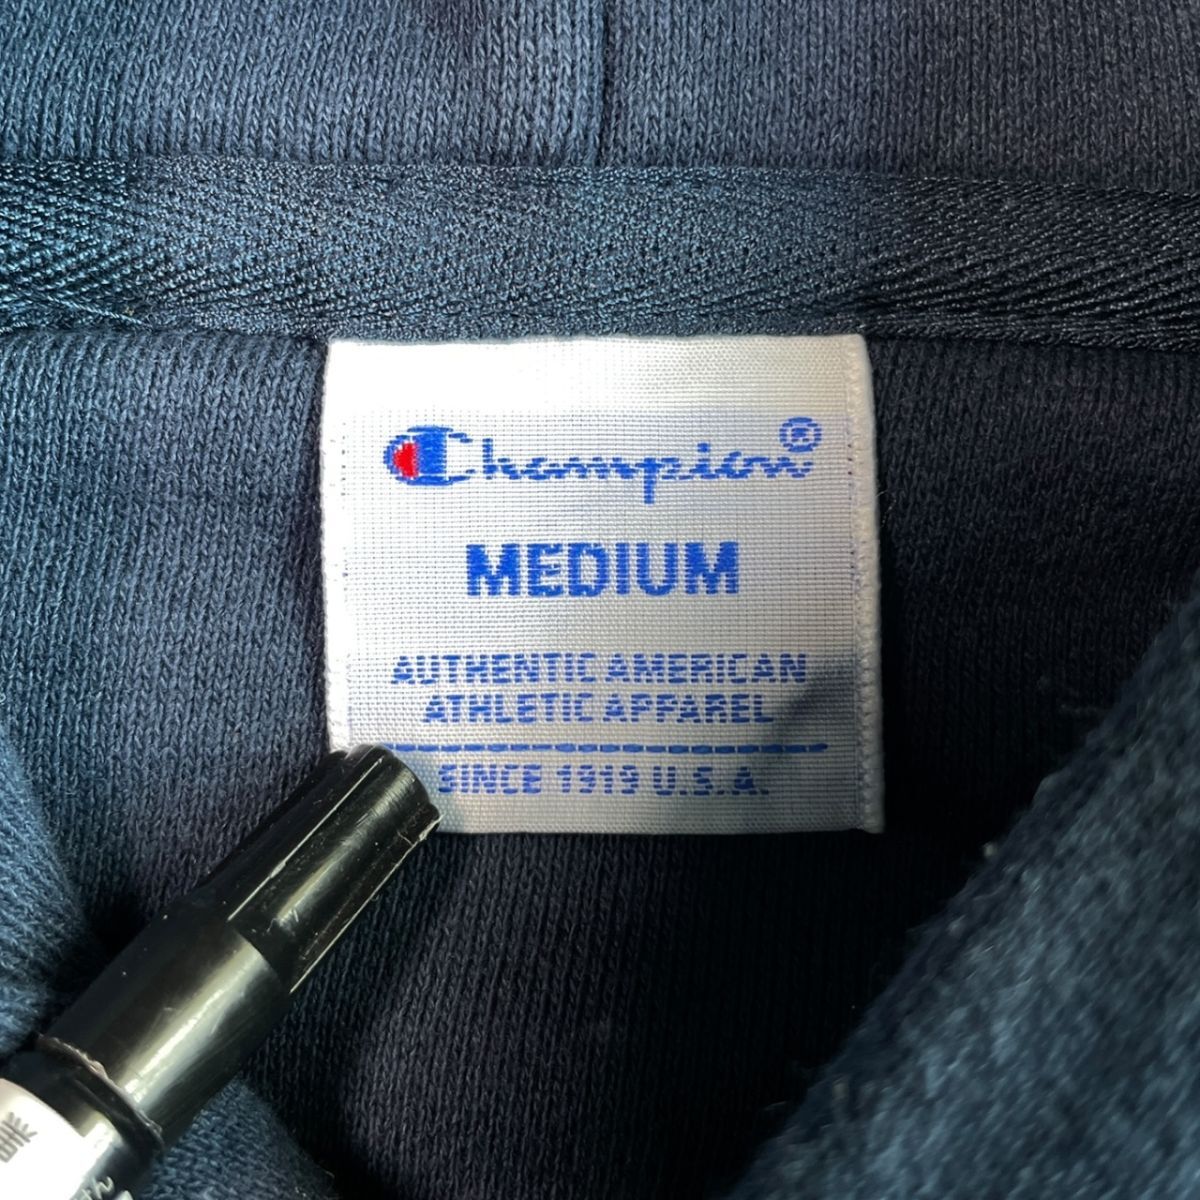 Champion®
MEDIUM
AUTHENTIC AMERICAN
ATHLETIC APPAREL
SINCE 1919 U.S.A.